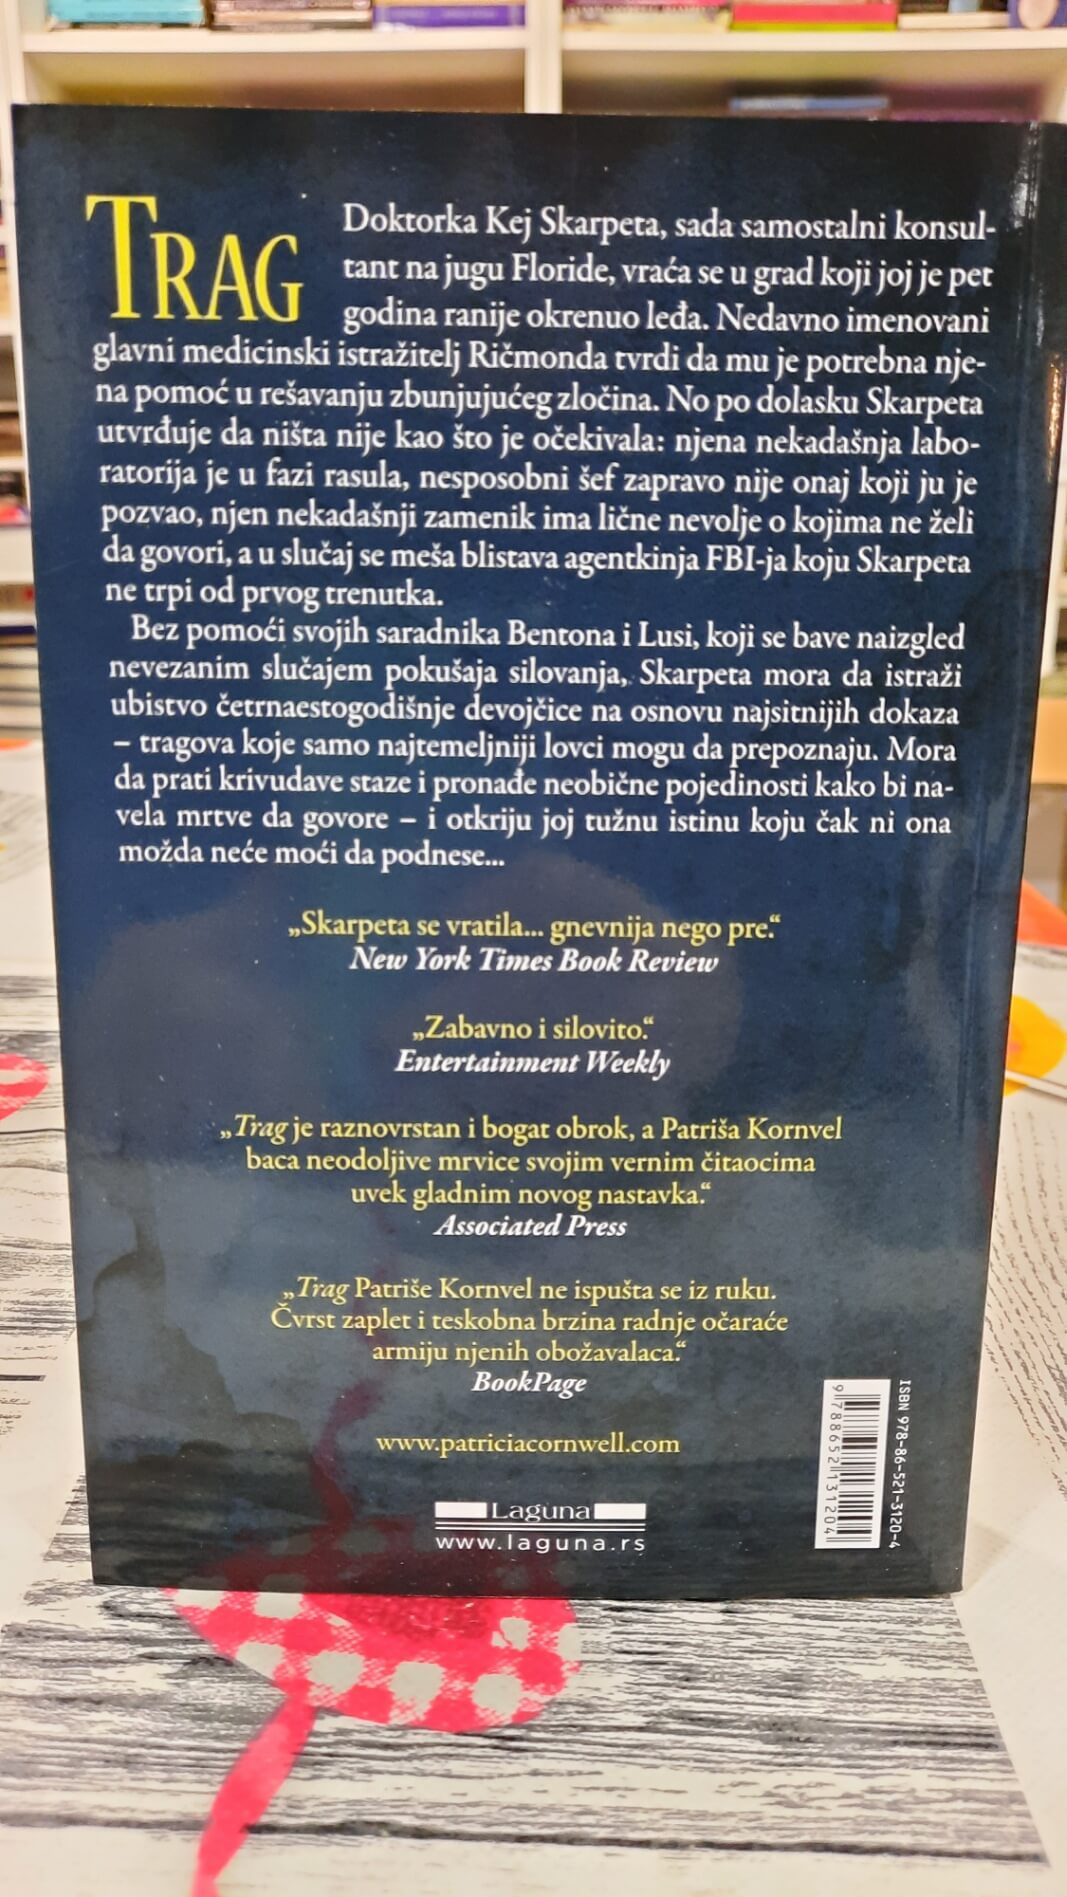 TRAG
Doktorka Kej Skarpeta, sada samostalni konsul-
tant na jugu Floride, vraća se u grad koji joj je pet
godina ranije okrenuo leđa. Nedavno imenovani
glavni medicinski istražitelj Ričmonda tvrdi da mu je potrebna nje-
na pomoć u rešavanju zbunjujućeg zločina. No po dolasku Skarpeta
utvrđuje da ništa nije kao što je očekivala: njena nekadašnja labo-
ratorija je u fazi rasula, nesposobni šef zapravo nije onaj koji ju je
pozvao, njen nekadašnji zamenik ima lične nevolje o kojima ne želi
da govori, a u slučaj se meša blistava agentkinja FBI-ja koju Skarpeta
ne trpi od prvog trenutka.
Bez pomoći svojih saradnika Bentona i Lusi, koji se bave naizgled
nevezanim slučajem pokušaja silovanja, Skarpeta mora da istraži
ubistvo četrnaestogodišnje devojčice na osnovu najsitnijih dokaza
– tragova koje samo najtemeljniji lovci mogu da prepoznaju. Mora
da prati krivudave staze i pronađe neobične pojedinosti kako bi na-
vela mrtve da govore – i otkriju joj tužnu istinu koju čak ni ona
možda neće moći da podnese...
„Skarpeta se vratila... gnevnija nego pre.“
New York Times Book Review
„Zabavno i silovito.“
Entertainment Weekly
„Trag je raznovrstan i bogat obrok, a Patriša Kornvel
baca neodoljive mrvice svojim vernim čitaocima
uvek gladnim novog nastavka.“
Associated Press
„Trag Patriše Kornvel ne ispušta se iz ruku.
Čvrst zaplet i teskobna brzina radnje očaraće
armiju njenih obožavalaca.“
BookPage
www.patriciacornwell.com
Laguna
www.laguna.rs
ISBN 978-86-521-3120-4
9 788652 131204